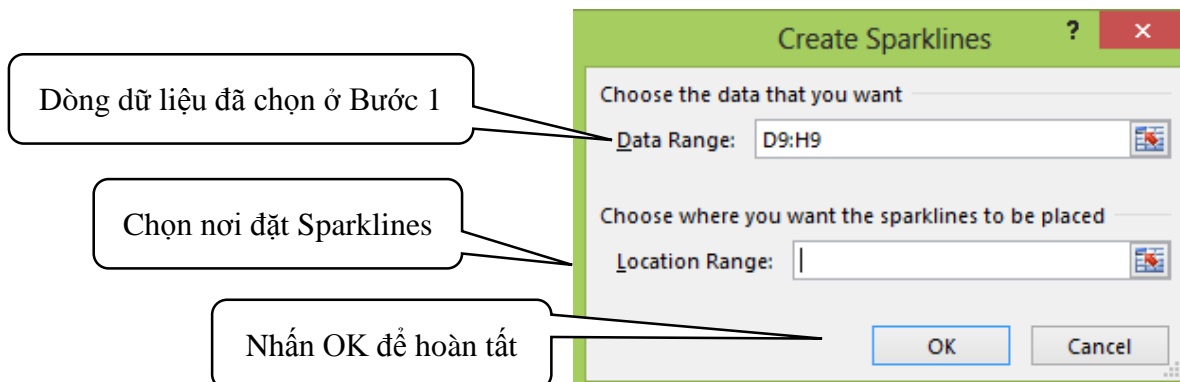 Create Sparklines ? ×
Dòng dữ liệu đã chọn ở Bước 1
Choose the data that you want
Data Range: D9:H9
Chọn nơi đặt Sparklines
Choose where you want the sparklines to be placed
Location Range:
Nhấn OK để hoàn tất
OK Cancel